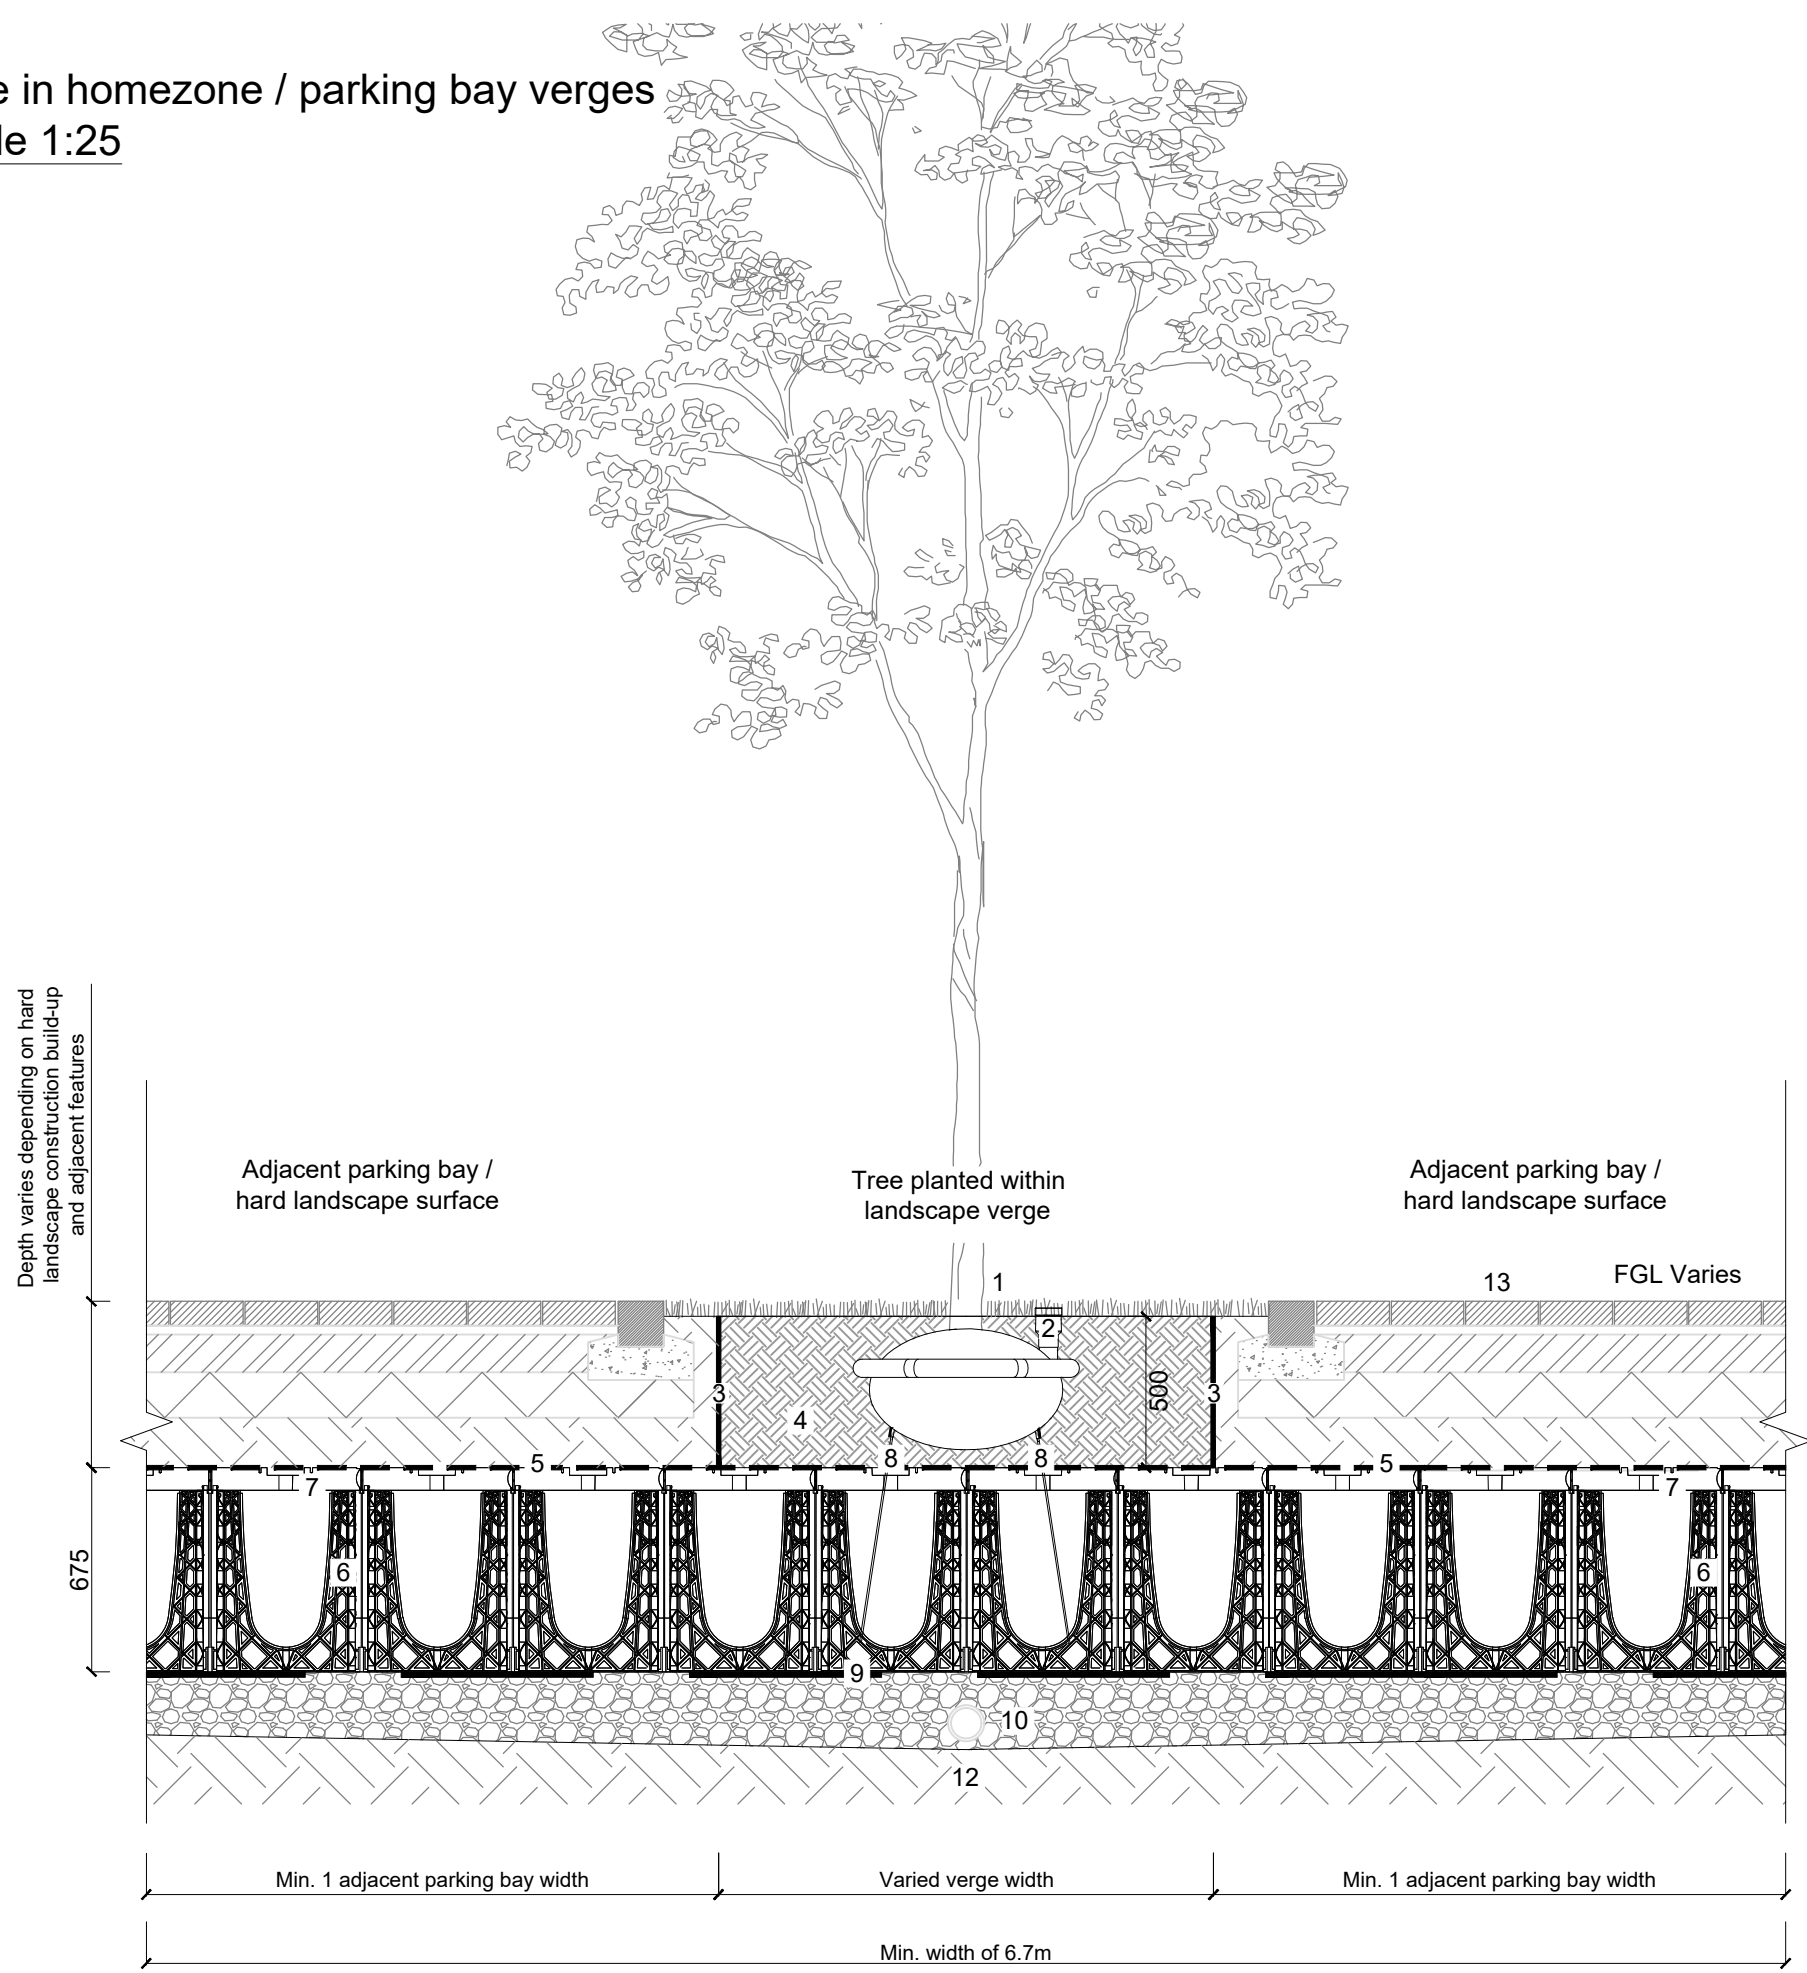 e in homezone / parking bay verges
le 1:25
Depth varies depending on hard
landscape construction build-up
and adjacent features
Adjacent parking bay /
hard landscape surface
Tree planted within
landscape verge
Adjacent parking bay /
hard landscape surface
1
13
FGL Varies
2
3
500
3
4
8
8
5
5
7
7
675
6
6
9
10
12
Min. 1 adjacent parking bay width
Varied verge width
Min. 1 adjacent parking bay width
Min. width of 6.7m